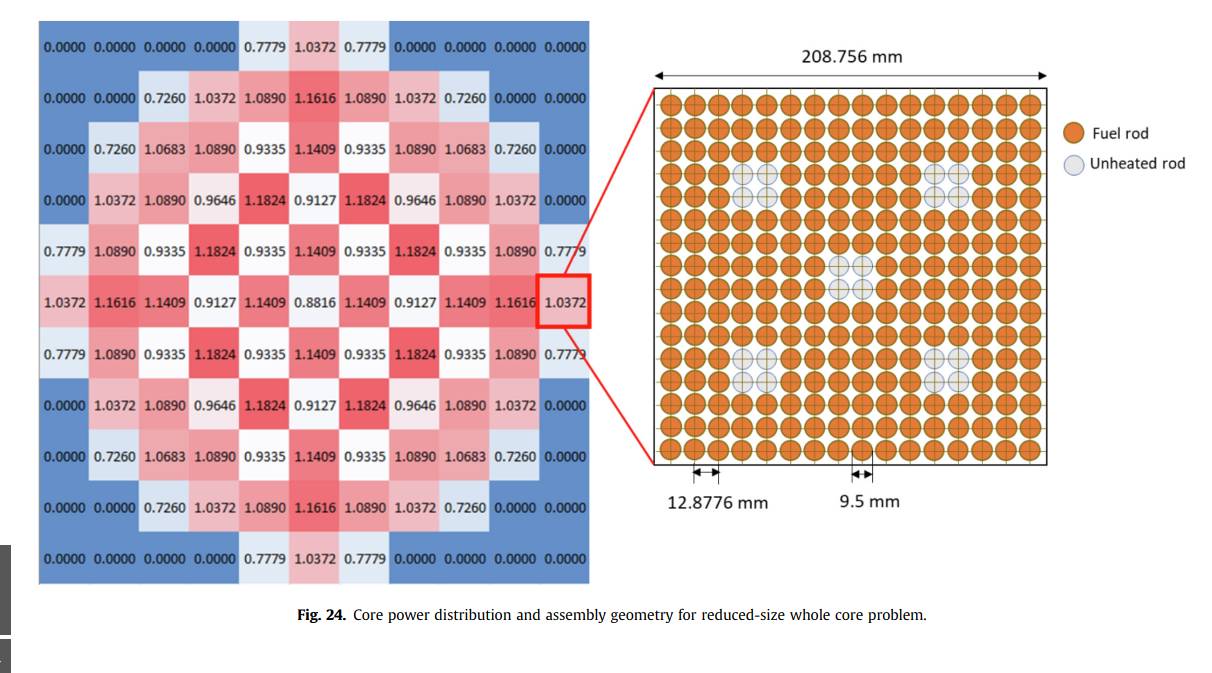 0.0000 0.0000 0.0000 0.0000 0.7779 1.0372 0.7779 0.0000 0.0000 0.0000 0.0000
0.0000 0.0000 0.7260 1.0372 1.0890 1.1616 1.0890 1.0372 0.7260 0.0000 0.0000
0.0000 0.7260 1.0683 1.0890 0.9335 1.1409 0.9335 1.0890 1.0683 0.7260 0.0000
0.0000 1.0372 1.0890 0.9646 1.1824 0.9127 1.1824 0.9646 1.0890 1.0372 0.0000
0.7779 1.0890 0.9335 1.1824 0.9335 1.1409 0.9335 1.1824 0.9335 1.0890 0.7779
1.0372 1.1616 1.1409 0.9127 1.1409 0.8816 1.1409 0.9127 1.1409 1.1616 1.0372
0.7779 1.0890 0.9335 1.1824 0.9335 1.1409 0.9335 1.1824 0.9335 1.0890 0.7779
0.0000 1.0372 1.0890 0.9646 1.1824 0.9127 1.1824 0.9646 1.0890 1.0372 0.0000
0.0000 0.7260 1.0683 1.0890 0.9335 1.1409 0.9335 1.0890 1.0683 0.7260 0.0000
0.0000 0.0000 0.7260 1.0372 1.0890 1.1616 1.0890 1.0372 0.7260 0.0000 0.0000
0.0000 0.0000 0.0000 0.0000 0.7779 1.0372 0.7779 0.0000 0.0000 0.0000 0.0000
208.756 mm
Fuel rod
Unheated rod
12.8776 mm
9.5 mm
Fig. 24. Core power distribution and assembly geometry for reduced-size whole core problem.